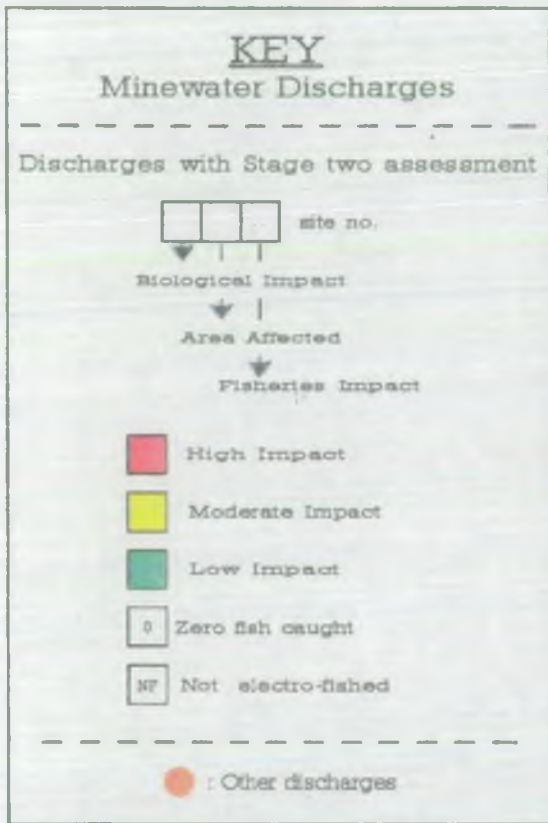 KEY
Minewater Discharges
Discharges with Stage two assessment
site no.
Biological Impact
Area Affected
Fisheries Impact
High Impact
Moderate Impact
Low Impact
0 Zero fish caught
NF Not electro-fished
: Other discharges